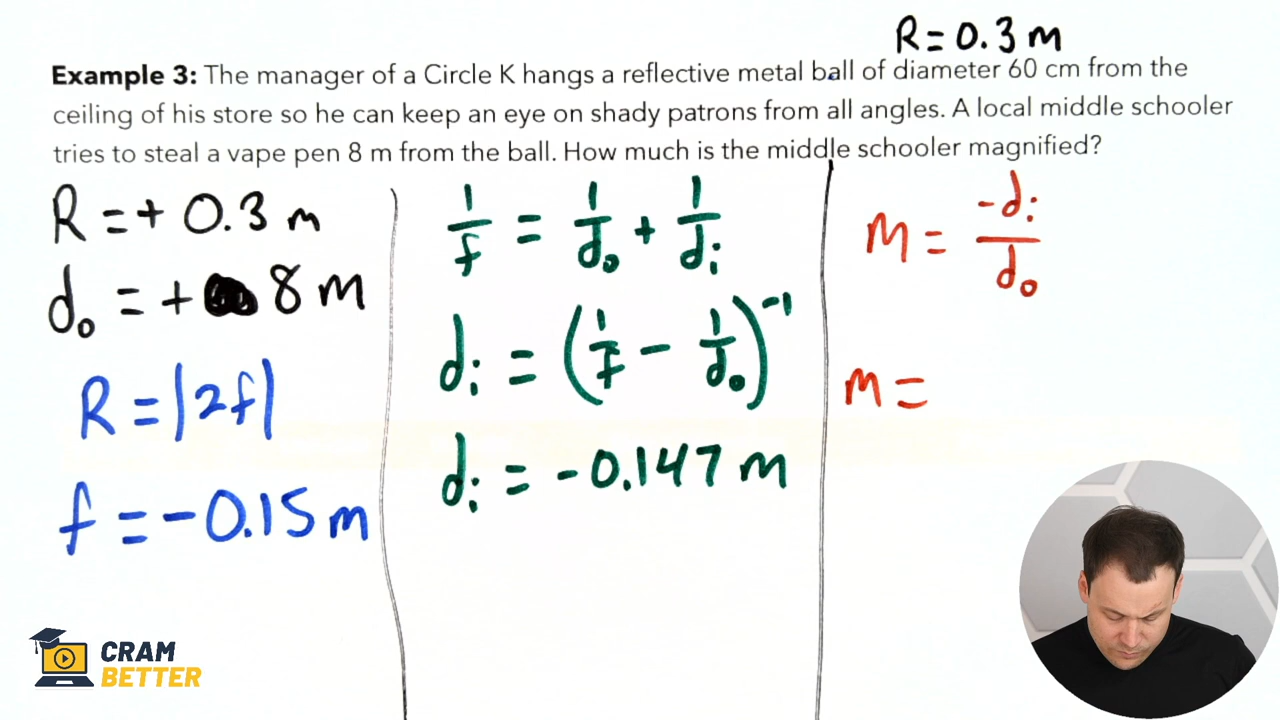 R = 0.3 m
Example 3: The manager of a Circle K hangs a reflective metal ball of diameter 60 cm from the
ceiling of his store so he can keep an eye on shady patrons from all angles. A local middle schooler
tries to steal a vape pen 8 m from the ball. How much is the middle schooler magnified?
R = + 0.3 m
d₀ = + 8 m
R = |2f|
f = -0.15 m
1/f = 1/d₀ + 1/dᵢ
dᵢ = (1/f - 1/d₀)⁻¹
dᵢ = -0.147 m
M = -dᵢ/d₀
M =
CRAM
BETTER